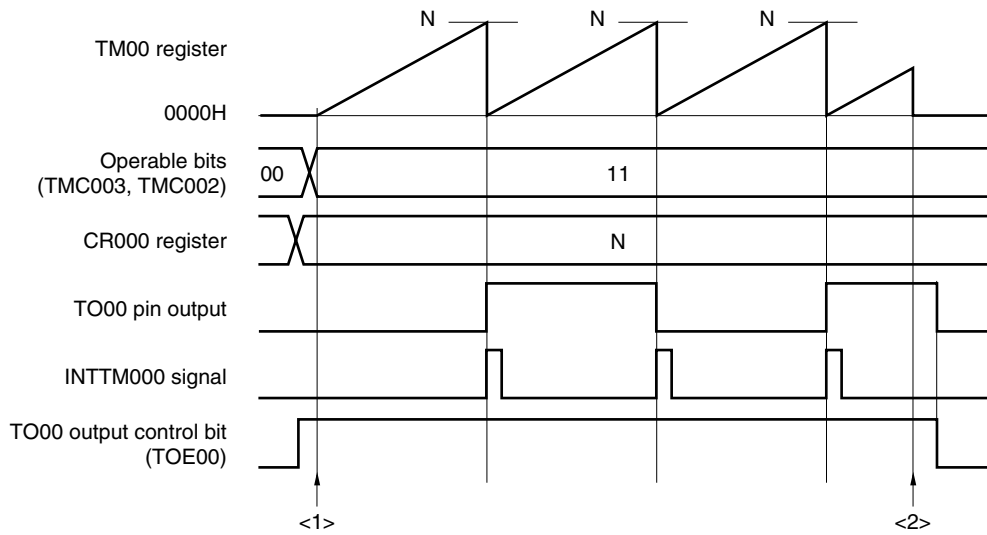 N N N
TM00 register
0000H
Operable bits
(TMC003, TMC002)
00 11
CR000 register
N
TO00 pin output
INTTM000 signal
TO00 output control bit
(TOE00)
<1> <2>